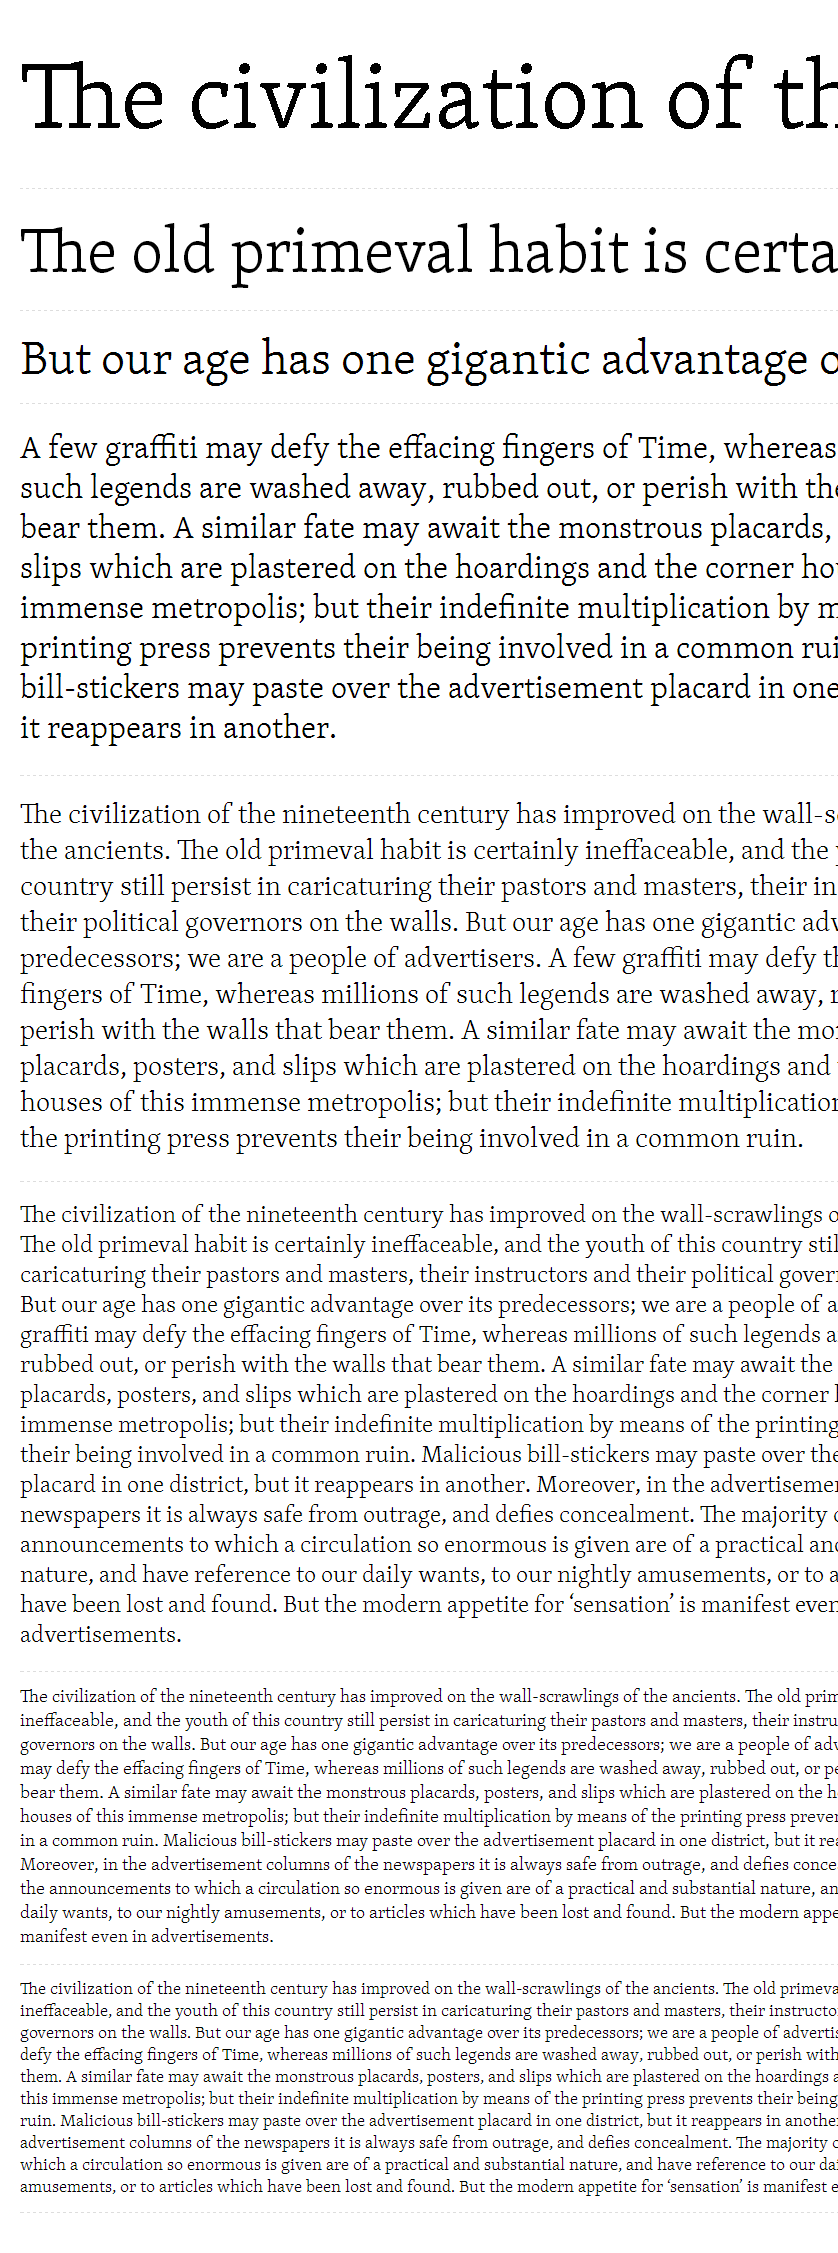 The civilization of th
The old primeval habit is certa
But our age has one gigantic advantage o
A few graffiti may defy the effacing fingers of Time, whereas
such legends are washed away, rubbed out, or perish with the
bear them. A similar fate may await the monstrous placards,
slips which are plastered on the hoardings and the corner ho
immense metropolis; but their indefinite multiplication by m
printing press prevents their being involved in a common rui
bill-stickers may paste over the advertisement placard in one
it reappears in another.
The civilization of the nineteenth century has improved on the wall-s
the ancients. The old primeval habit is certainly ineffaceable, and the y
country still persist in caricaturing their pastors and masters, their in
their political governors on the walls. But our age has one gigantic adv
predecessors; we are a people of advertisers. A few graffiti may defy th
fingers of Time, whereas millions of such legends are washed away, r
perish with the walls that bear them. A similar fate may await the mon
placards, posters, and slips which are plastered on the hoardings and
houses of this immense metropolis; but their indefinite multiplication
the printing press prevents their being involved in a common ruin.
The civilization of the nineteenth century has improved on the wall-scrawlings o
The old primeval habit is certainly ineffaceable, and the youth of this country stil
caricaturing their pastors and masters, their instructors and their political gover
But our age has one gigantic advantage over its predecessors; we are a people of a
graffiti may defy the effacing fingers of Time, whereas millions of such legends a
rubbed out, or perish with the walls that bear them. A similar fate may await the
placards, posters, and slips which are plastered on the hoardings and the corner h
immense metropolis; but their indefinite multiplication by means of the printing
their being involved in a common ruin. Malicious bill-stickers may paste over the
placard in one district, but it reappears in another. Moreover, in the advertisemen
newspapers it is always safe from outrage, and defies concealment. The majority o
announcements to which a circulation so enormous is given are of a practical and
nature, and have reference to our daily wants, to our nightly amusements, or to a
have been lost and found. But the modern appetite for ‘sensation’ is manifest even
advertisements.
The civilization of the nineteenth century has improved on the wall-scrawlings of the ancients. The old prim
ineffaceable, and the youth of this country still persist in caricaturing their pastors and masters, their instru
governors on the walls. But our age has one gigantic advantage over its predecessors; we are a people of adv
may defy the effacing fingers of Time, whereas millions of such legends are washed away, rubbed out, or pe
bear them. A similar fate may await the monstrous placards, posters, and slips which are plastered on the h
houses of this immense metropolis; but their indefinite multiplication by means of the printing press preven
in a common ruin. Malicious bill-stickers may paste over the advertisement placard in one district, but it rea
Moreover, in the advertisement columns of the newspapers it is always safe from outrage, and defies conce
the announcements to which a circulation so enormous is given are of a practical and substantial nature, an
daily wants, to our nightly amusements, or to articles which have been lost and found. But the modern appe
manifest even in advertisements.
The civilization of the nineteenth century has improved on the wall-scrawlings of the ancients. The old primeva
ineffaceable, and the youth of this country still persist in caricaturing their pastors and masters, their instructo
governors on the walls. But our age has one gigantic advantage over its predecessors; we are a people of advertis
defy the effacing fingers of Time, whereas millions of such legends are washed away, rubbed out, or perish with
them. A similar fate may await the monstrous placards, posters, and slips which are plastered on the hoardings a
this immense metropolis; but their indefinite multiplication by means of the printing press prevents their being
ruin. Malicious bill-stickers may paste over the advertisement placard in one district, but it reappears in anothe
advertisement columns of the newspapers it is always safe from outrage, and defies concealment. The majority o
which a circulation so enormous is given are of a practical and substantial nature, and have reference to our dai
amusements, or to articles which have been lost and found. But the modern appetite for ‘sensation’ is manifest e